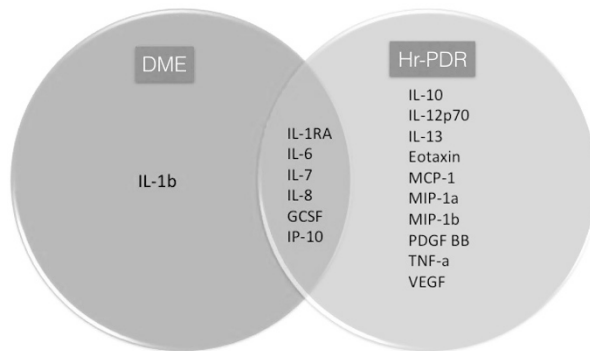 DME
Hr-PDR
IL-1b
IL-1RA
IL-6
IL-7
IL-8
GCSF
IP-10
IL-10
IL-12p70
IL-13
Eotaxin
MCP-1
MIP-1a
MIP-1b
PDGF BB
TNF-a
VEGF